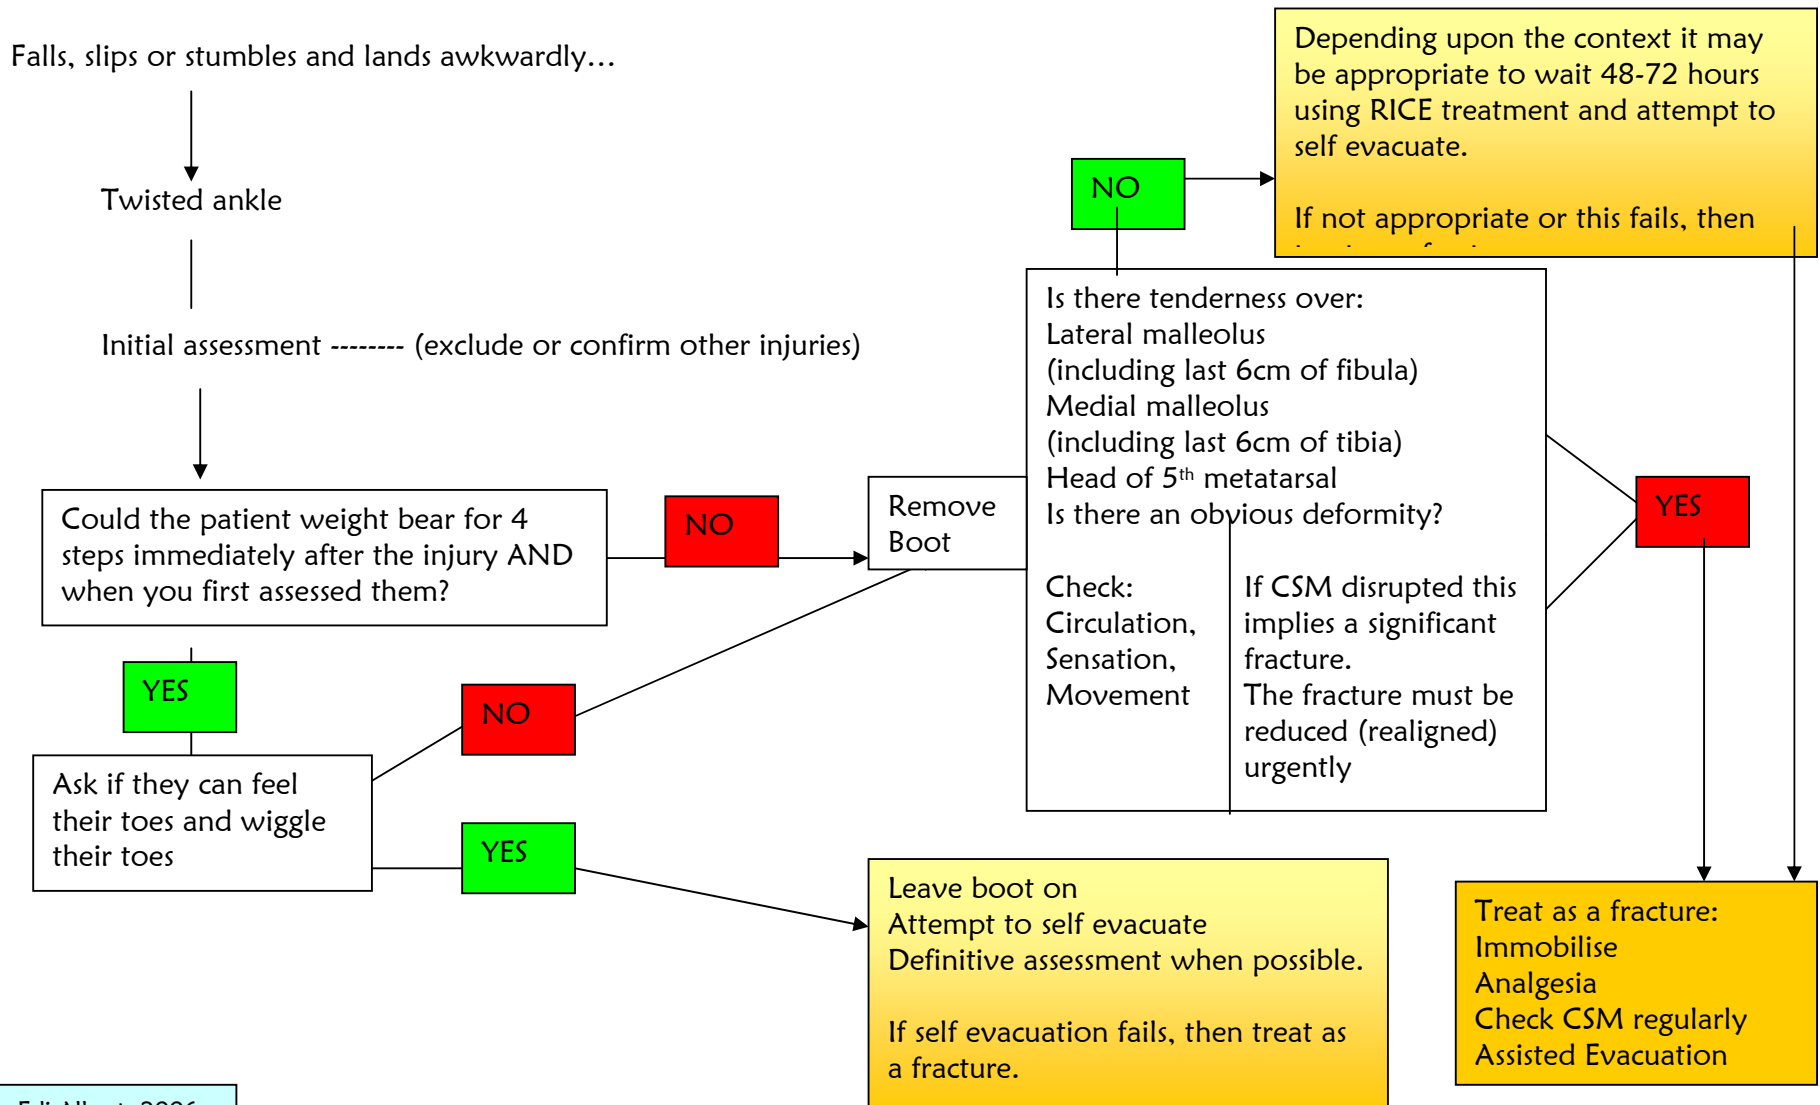 Falls, slips or stumbles and lands awkwardly…
Twisted ankle
Initial assessment -------- (exclude or confirm other injuries)
Could the patient weight bear for 4
steps immediately after the injury AND
when you first assessed them?
NO
YES
Ask if they can feel
their toes and wiggle
their toes
NO
YES
Remove
Boot
Is there tenderness over:
Lateral malleolus
(including last 6cm of fibula)
Medial malleolus
(including last 6cm of tibia)
Head of 5th metatarsal
Is there an obvious deformity?
Check:
Circulation,
Sensation,
Movement
If CSM disrupted this
implies a significant
fracture.
The fracture must be
reduced (realigned)
urgently
NO
Depending upon the context it may
be appropriate to wait 48-72 hours
using RICE treatment and attempt to
self evacuate.
If not appropriate or this fails, then
YES
Leave boot on
Attempt to self evacuate
Definitive assessment when possible.
If self evacuation fails, then treat as
a fracture.
Treat as a fracture:
Immobilise
Analgesia
Check CSM regularly
Assisted Evacuation
2006